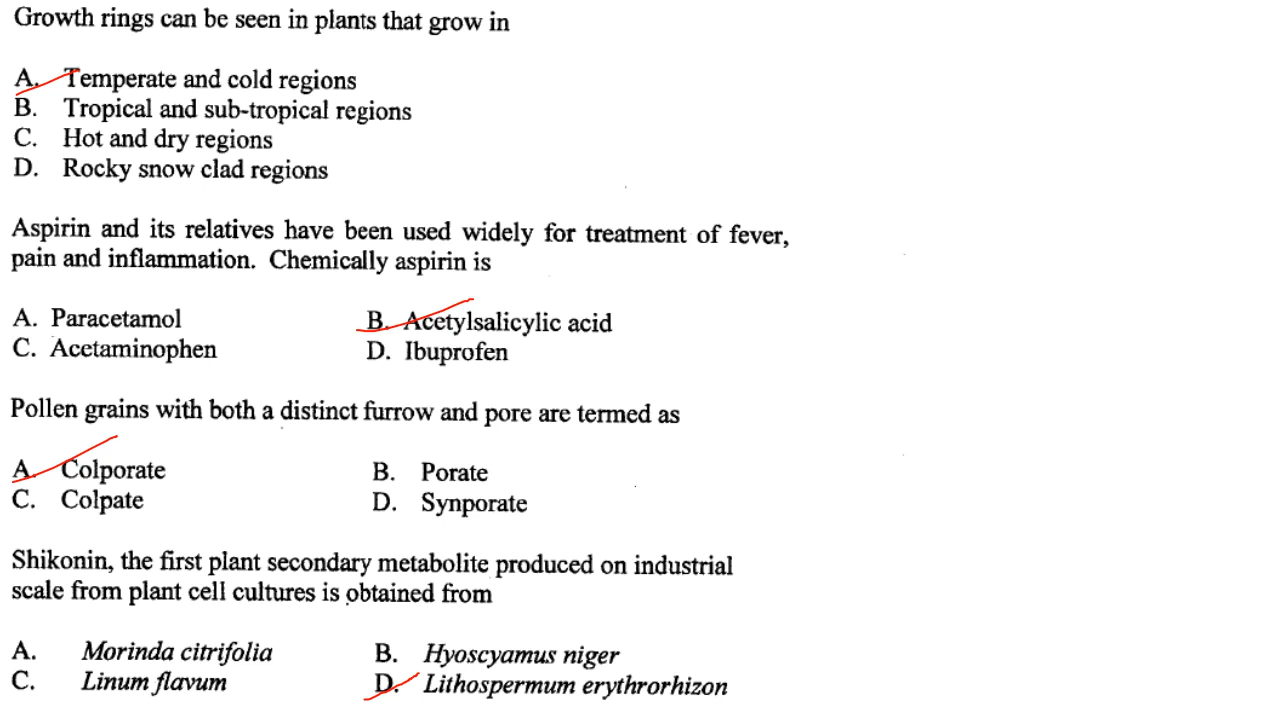 Growth rings can be seen in plants that grow in
A. Temperate and cold regions
B. Tropical and sub-tropical regions
C. Hot and dry regions
D. Rocky snow clad regions
Aspirin and its relatives have been used widely for treatment of fever,
pain and inflammation. Chemically aspirin is
A. Paracetamol B. Acetylsalicylic acid
C. Acetaminophen D. Ibuprofen
Pollen grains with both a distinct furrow and pore are termed as
A. Colporate B. Porate
C. Colpate D. Synporate
Shikonin, the first plant secondary metabolite produced on industrial
scale from plant cell cultures is obtained from
A. Morinda citrifolia B. Hyoscyamus niger
C. Linum flavum D. Lithospermum erythrorhizon